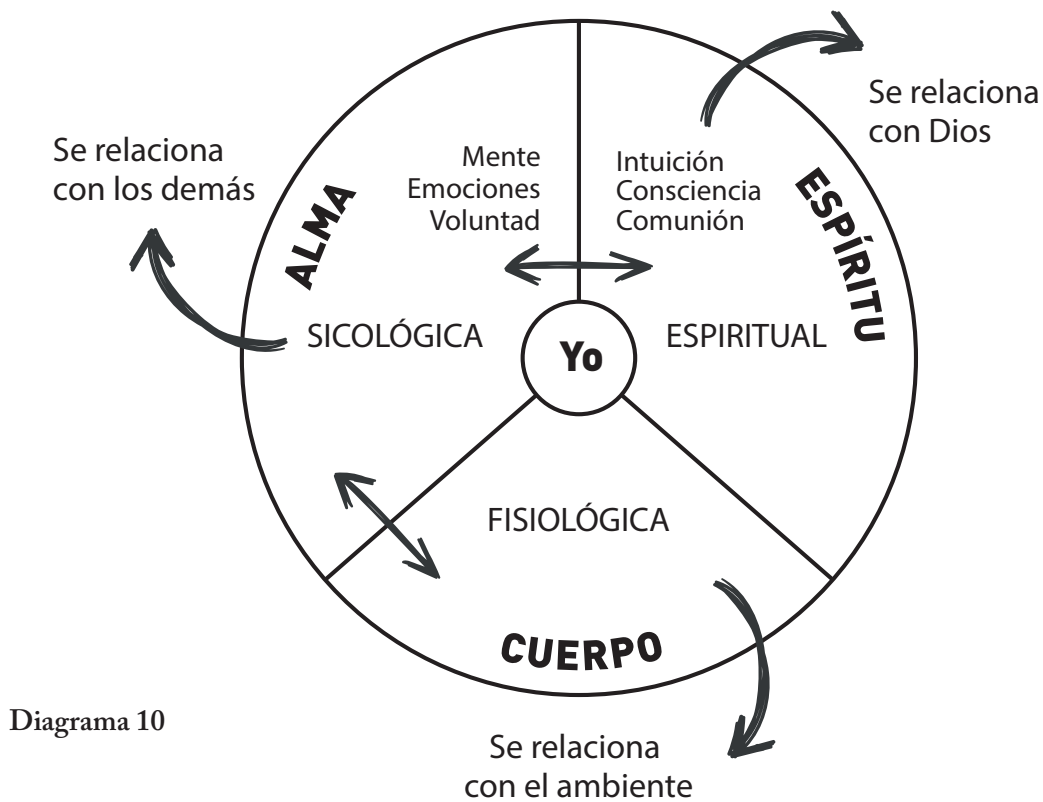 Se relaciona
con Dios
Se relaciona
con los demás
Mente
Emociones
Voluntad
Intuición
Consciencia
Comunión
ALMA
ESPÍRITU
SICOLÓGICA
Yo
ESPIRITUAL
FISIOLÓGICA
CUERPO
Diagrama 10
Se relaciona
con el ambiente